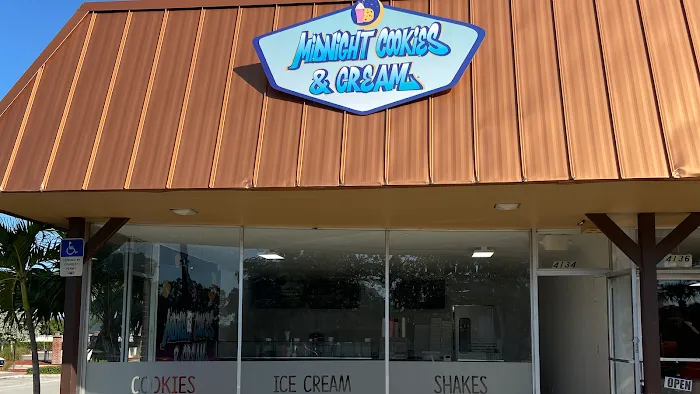 MIDNIGHT COOKIES
& CREAM
4134
4136
COOKIES
ICE CREAM
SHAKES
OPEN